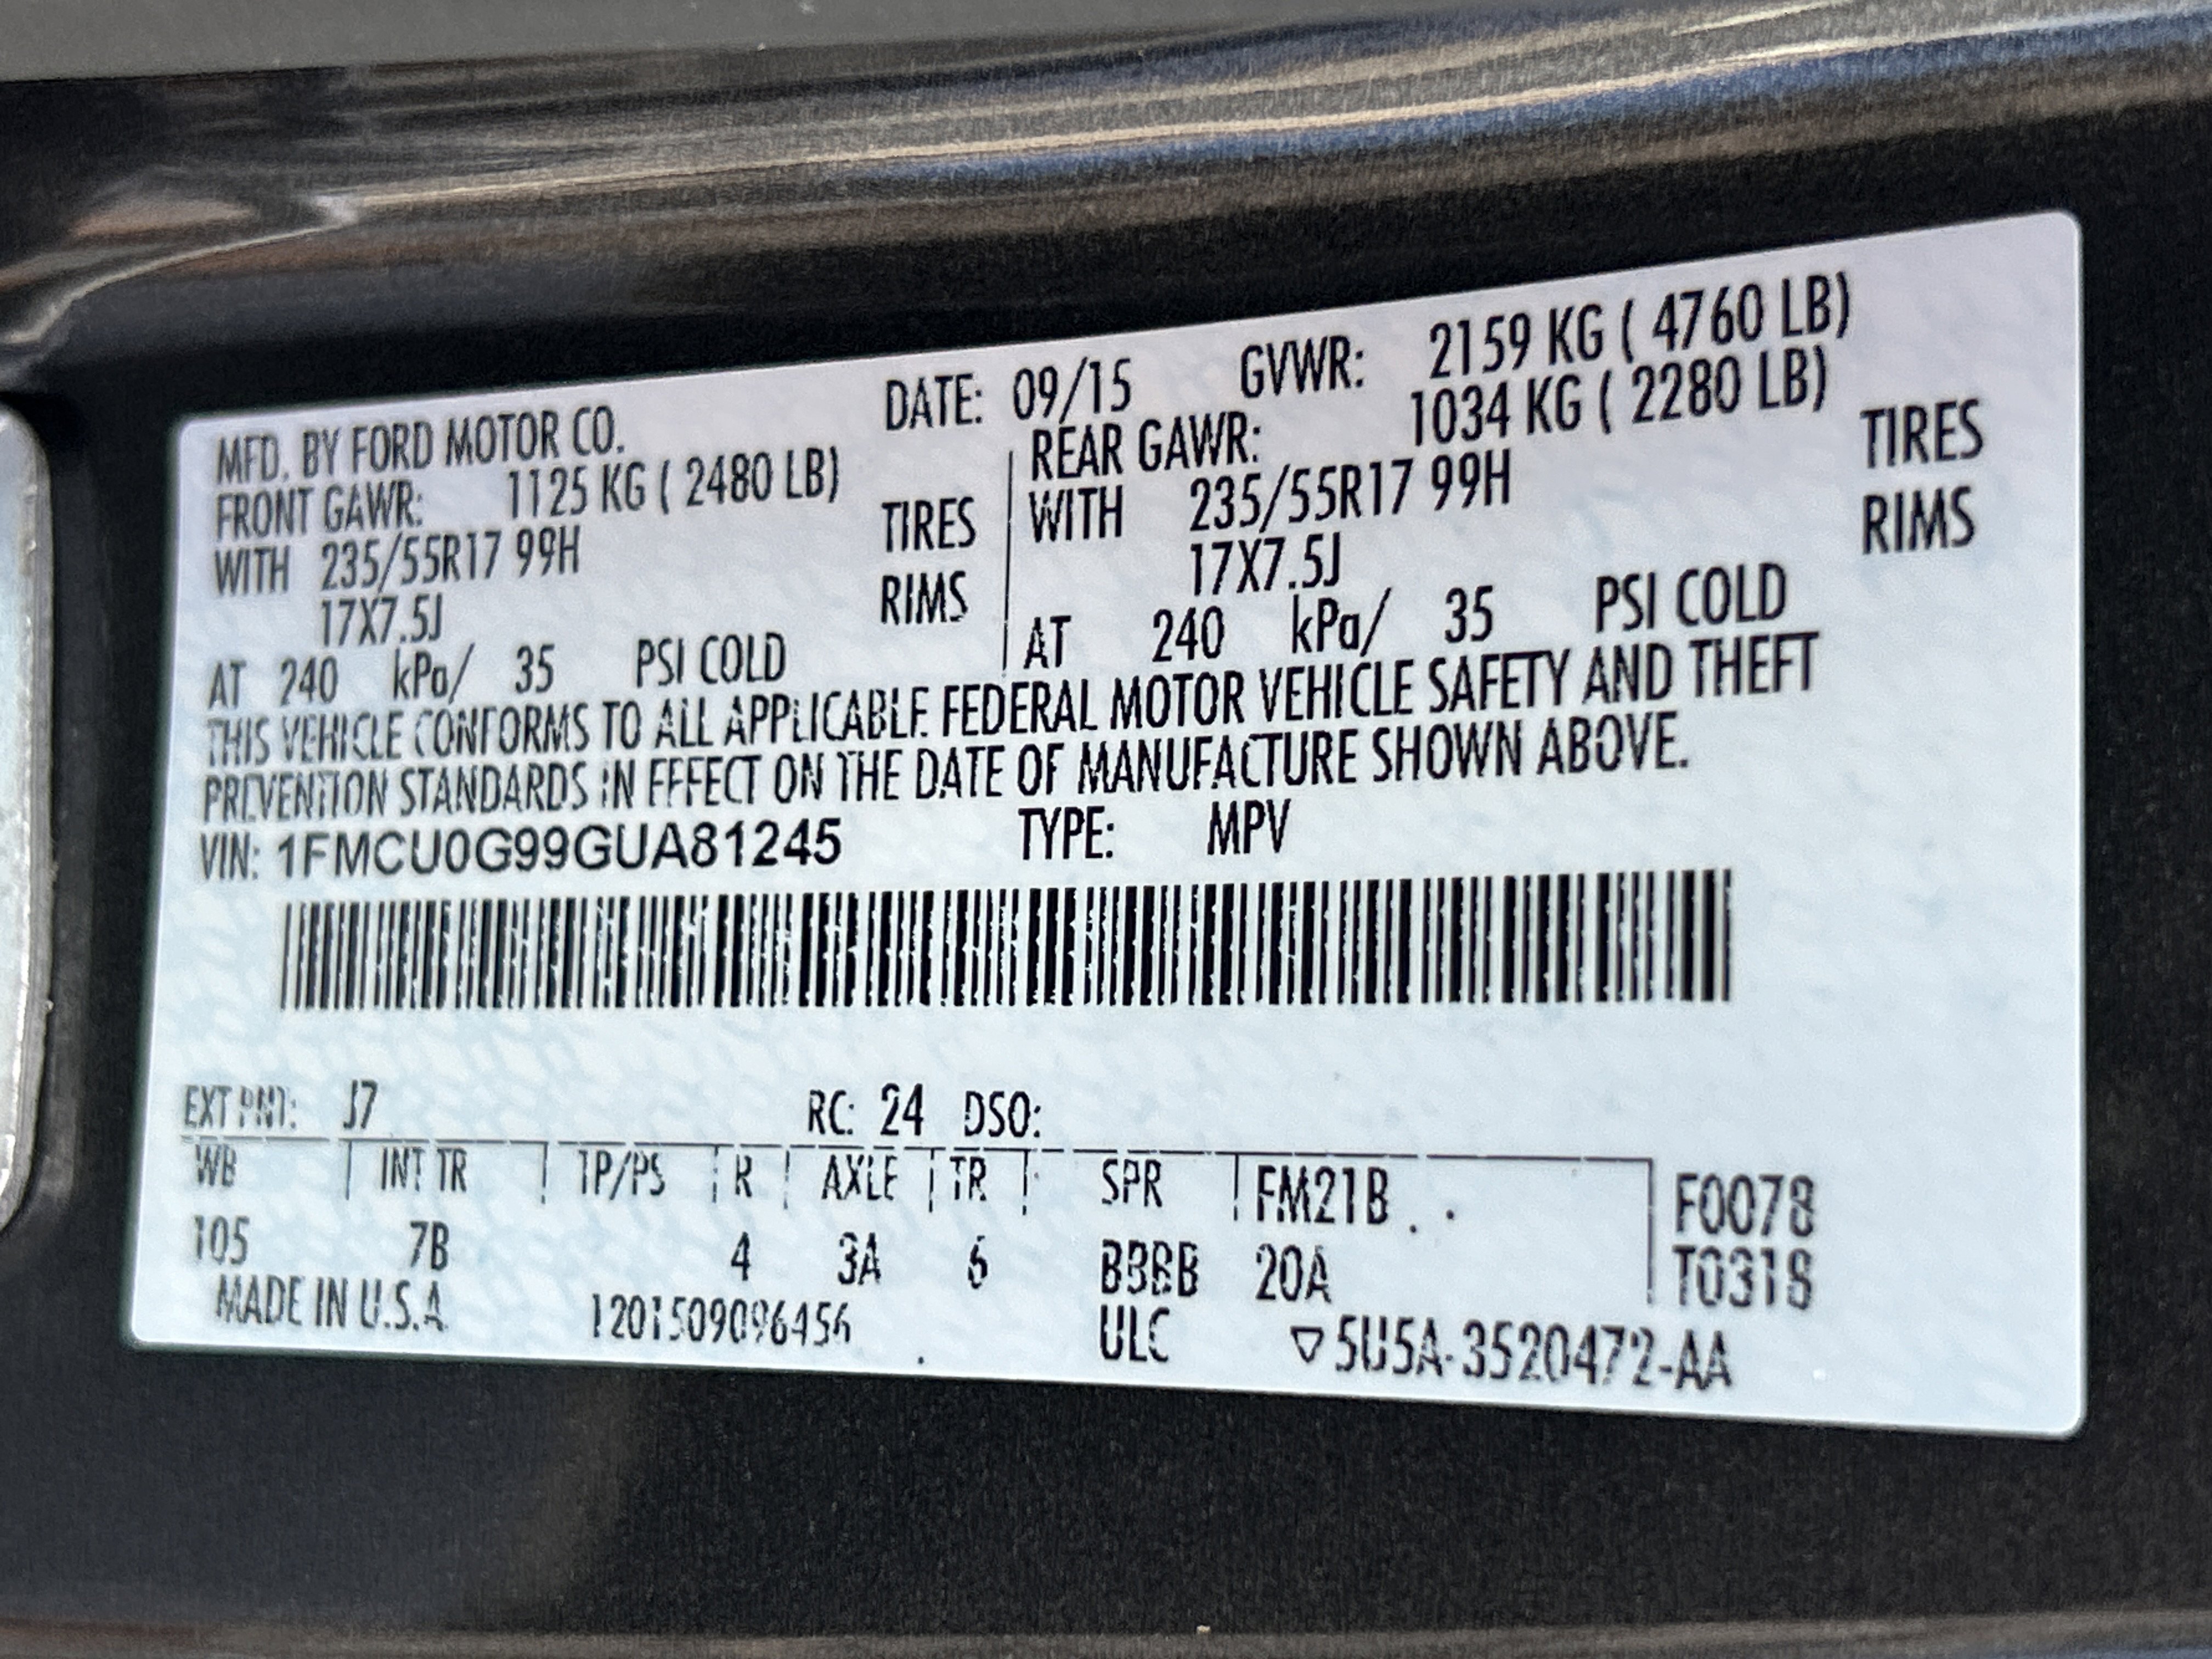 MFD. BY FORD MOTOR CO. DATE: 09/15 GVWR: 2159 KG ( 4760 LB)
FRONT GAWR: 1125 KG ( 2480 LB) REAR GAWR: 1034 KG ( 2280 LB)
WITH 235/55R17 99H TIRES WITH 235/55R17 99H TIRES
17X7.5J RIMS 17X7.5J RIMS
AT 240 kPa/ 35 PSI COLD AT 240 kPa/ 35 PSI COLD
THIS VEHICLE CONFORMS TO ALL APPLICABLE FEDERAL MOTOR VEHICLE SAFETY AND THEFT
PREVENTION STANDARDS IN EFFECT ON THE DATE OF MANUFACTURE SHOWN ABOVE.
VIN: 1FMCU0G99GUA81245 TYPE: MPV
EXT PNT: J7 RC: 24 DSO:
WB INT TR TP/PS R AXLE TR SPR FM21B F0078
105 7B 4 3A 6 BBBB 20A T0318
MADE IN U.S.A 1201509096456 ULC ▽5U5A-3520472-AA